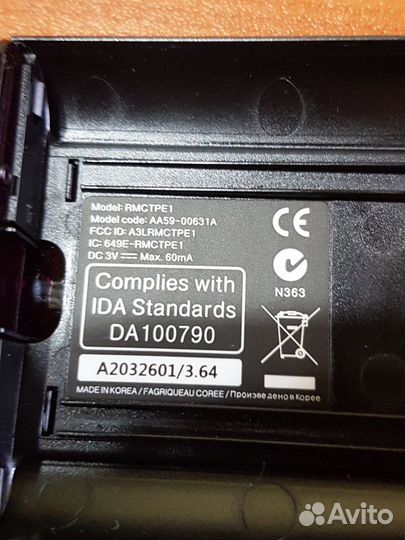 Model: RMCTPE1
Model code: AA59-00631A
FCC ID: A3LRMCTPE1
IC: 649E-RMCTPE1
DC 3V Max. 60mA
CE
N363
Complies with
IDA Standards
DA100790
A2032601/3.64
MADE IN KOREA / FAGRIQUEAU COREE / Произведено в Корее
Avito